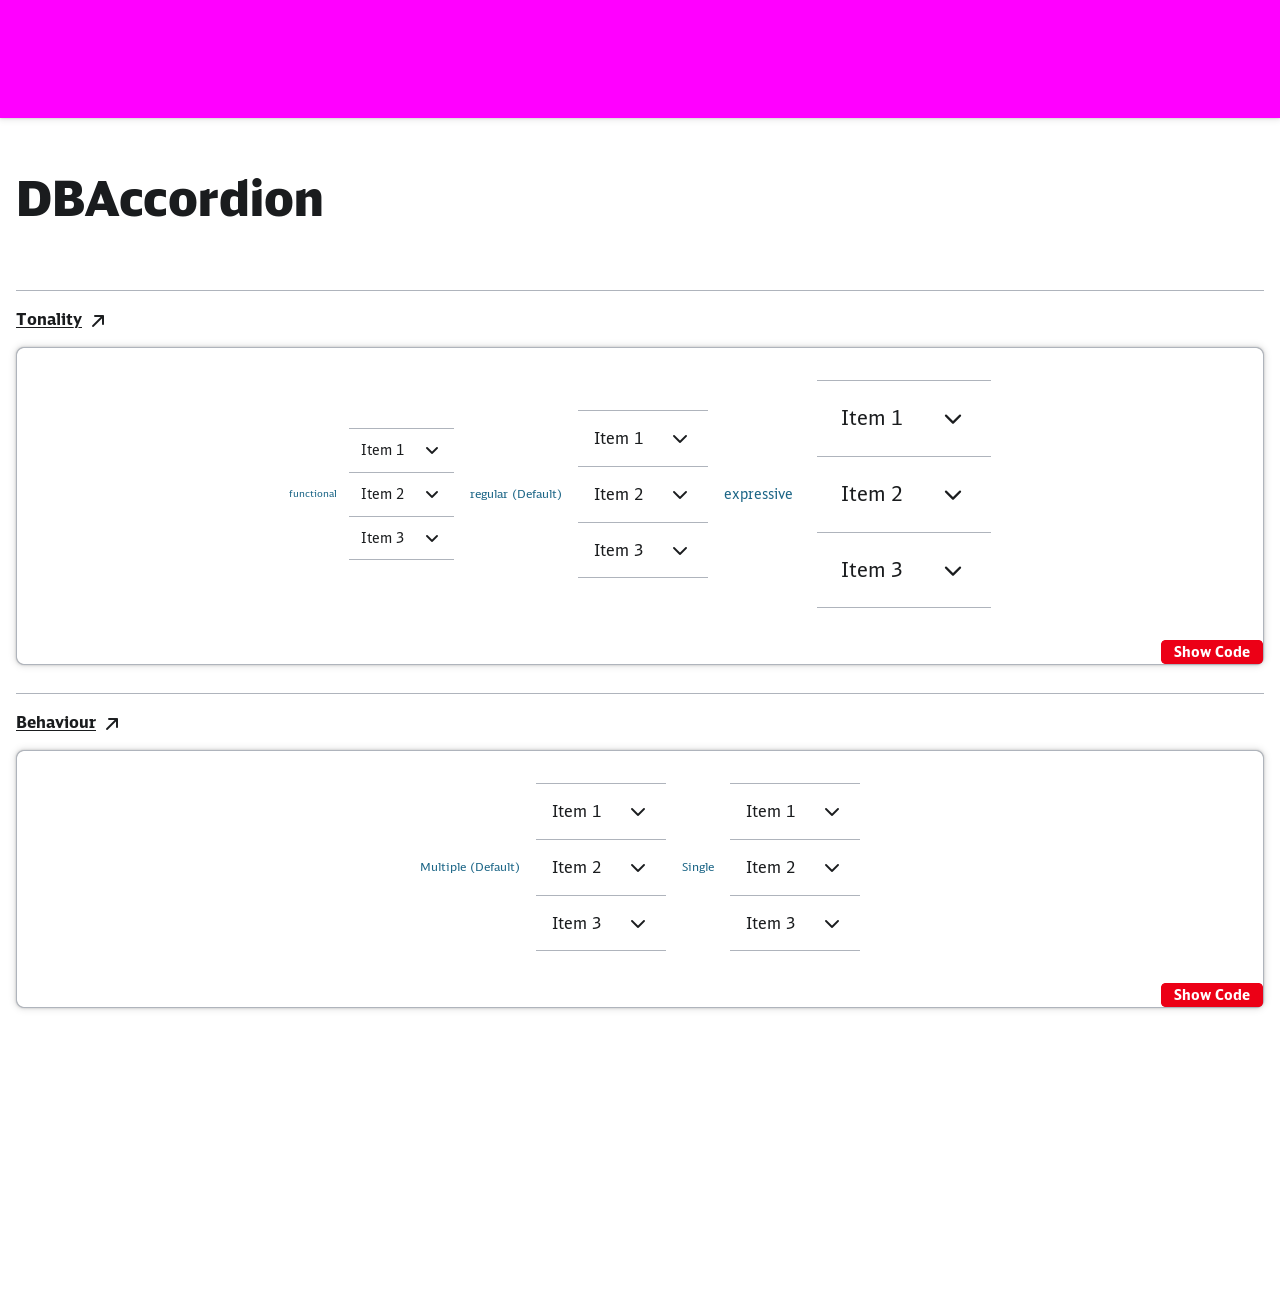 DBAccordion
Tonality
functional
Item 1
Item 2
Item 3
regular (Default)
Item 1
Item 2
Item 3
expressive
Item 1
Item 2
Item 3
Show Code
Behaviour
Multiple (Default)
Item 1
Item 2
Item 3
Single
Item 1
Item 2
Item 3
Show Code